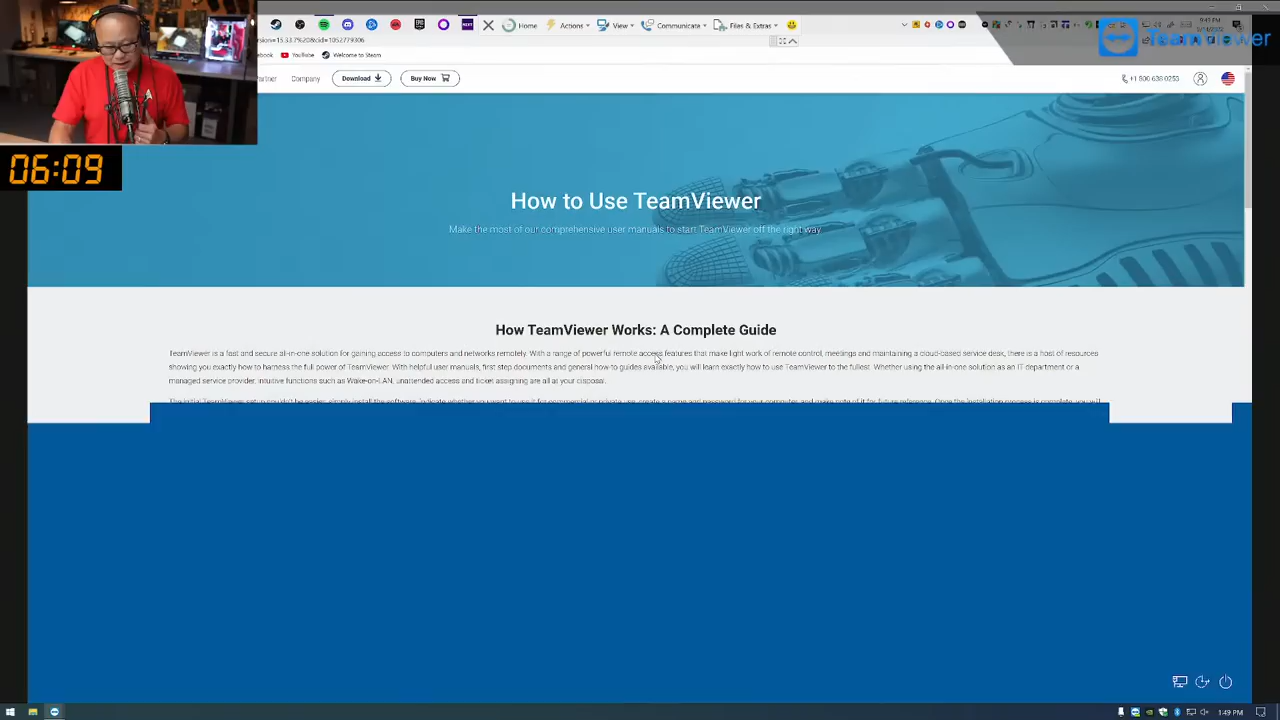 Home
Actions
View
Communicate
Files & Extras
TeamViewer
YouTube
Welcome to Steam
Company
Download
Buy Now
06:09
How to Use TeamViewer
Make the most of our comprehensive user manuals to start TeamViewer off the right way.
How TeamViewer Works: A Complete Guide
TeamViewer is a fast and secure all-in-one solution for gaining access to computers and networks remotely. With a range of powerful remote access features that make light work of remote control, meetings and maintaining a cloud-based service desk, there is a host of resources
showing you exactly how to harness the full power of TeamViewer. With helpful user manuals, first step documents and general how-to guides available, you will learn exactly how to use TeamViewer to the fullest. Whether using the all-in-one solution as an IT department or a
managed service provider, intuitive functions such as Wake-on-LAN, unattended access and ticket assigning are all at your disposal.
1:49 PM